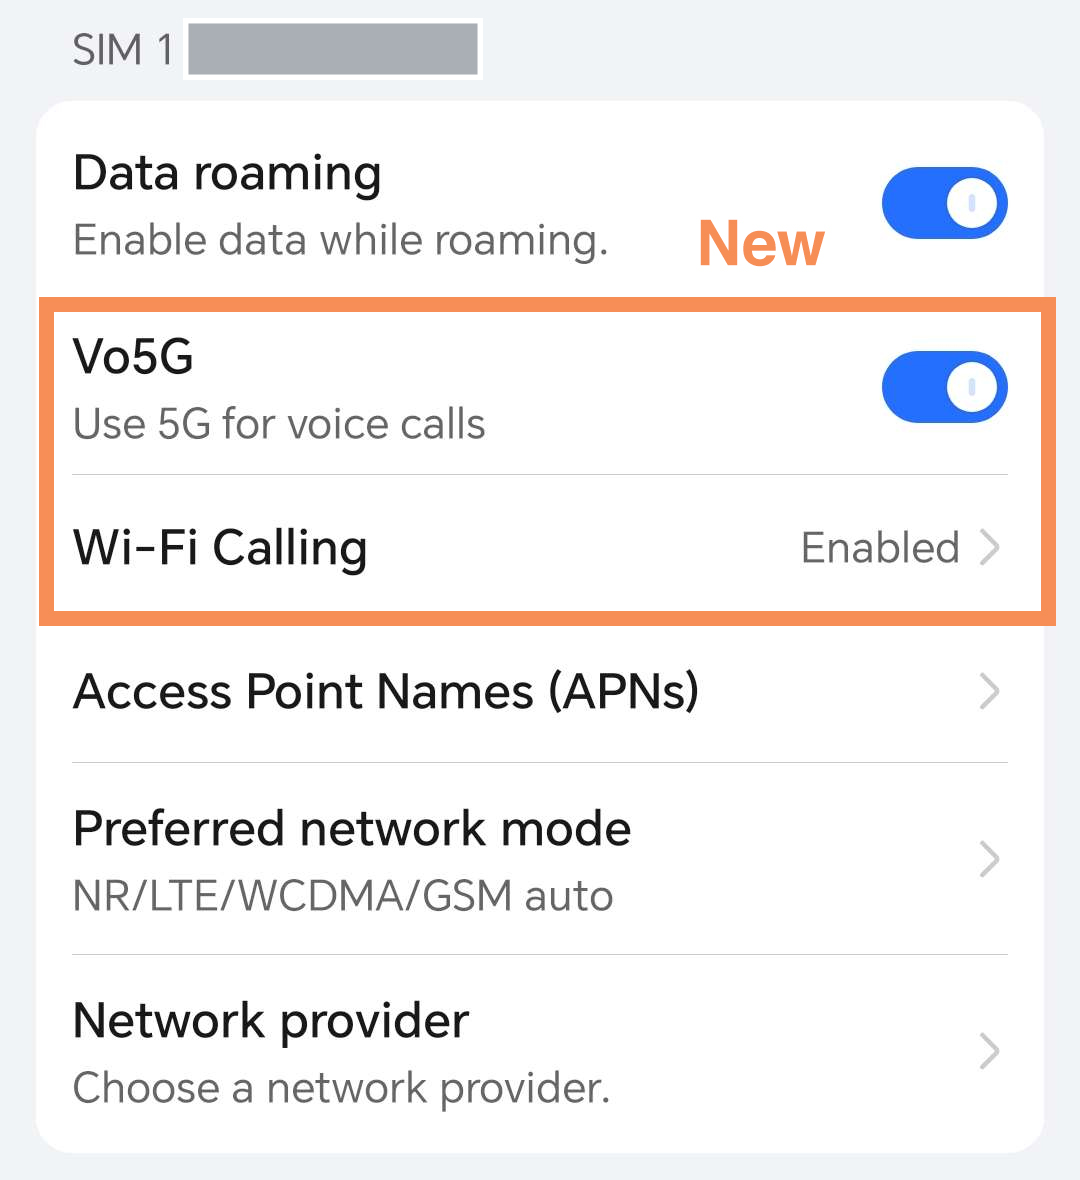 SIM 1
Data roaming
Enable data while roaming.
New
Vo5G
Use 5G for voice calls
Wi-Fi Calling
Enabled
Access Point Names (APNs)
Preferred network mode
NR/LTE/WCDMA/GSM auto
Network provider
Choose a network provider.